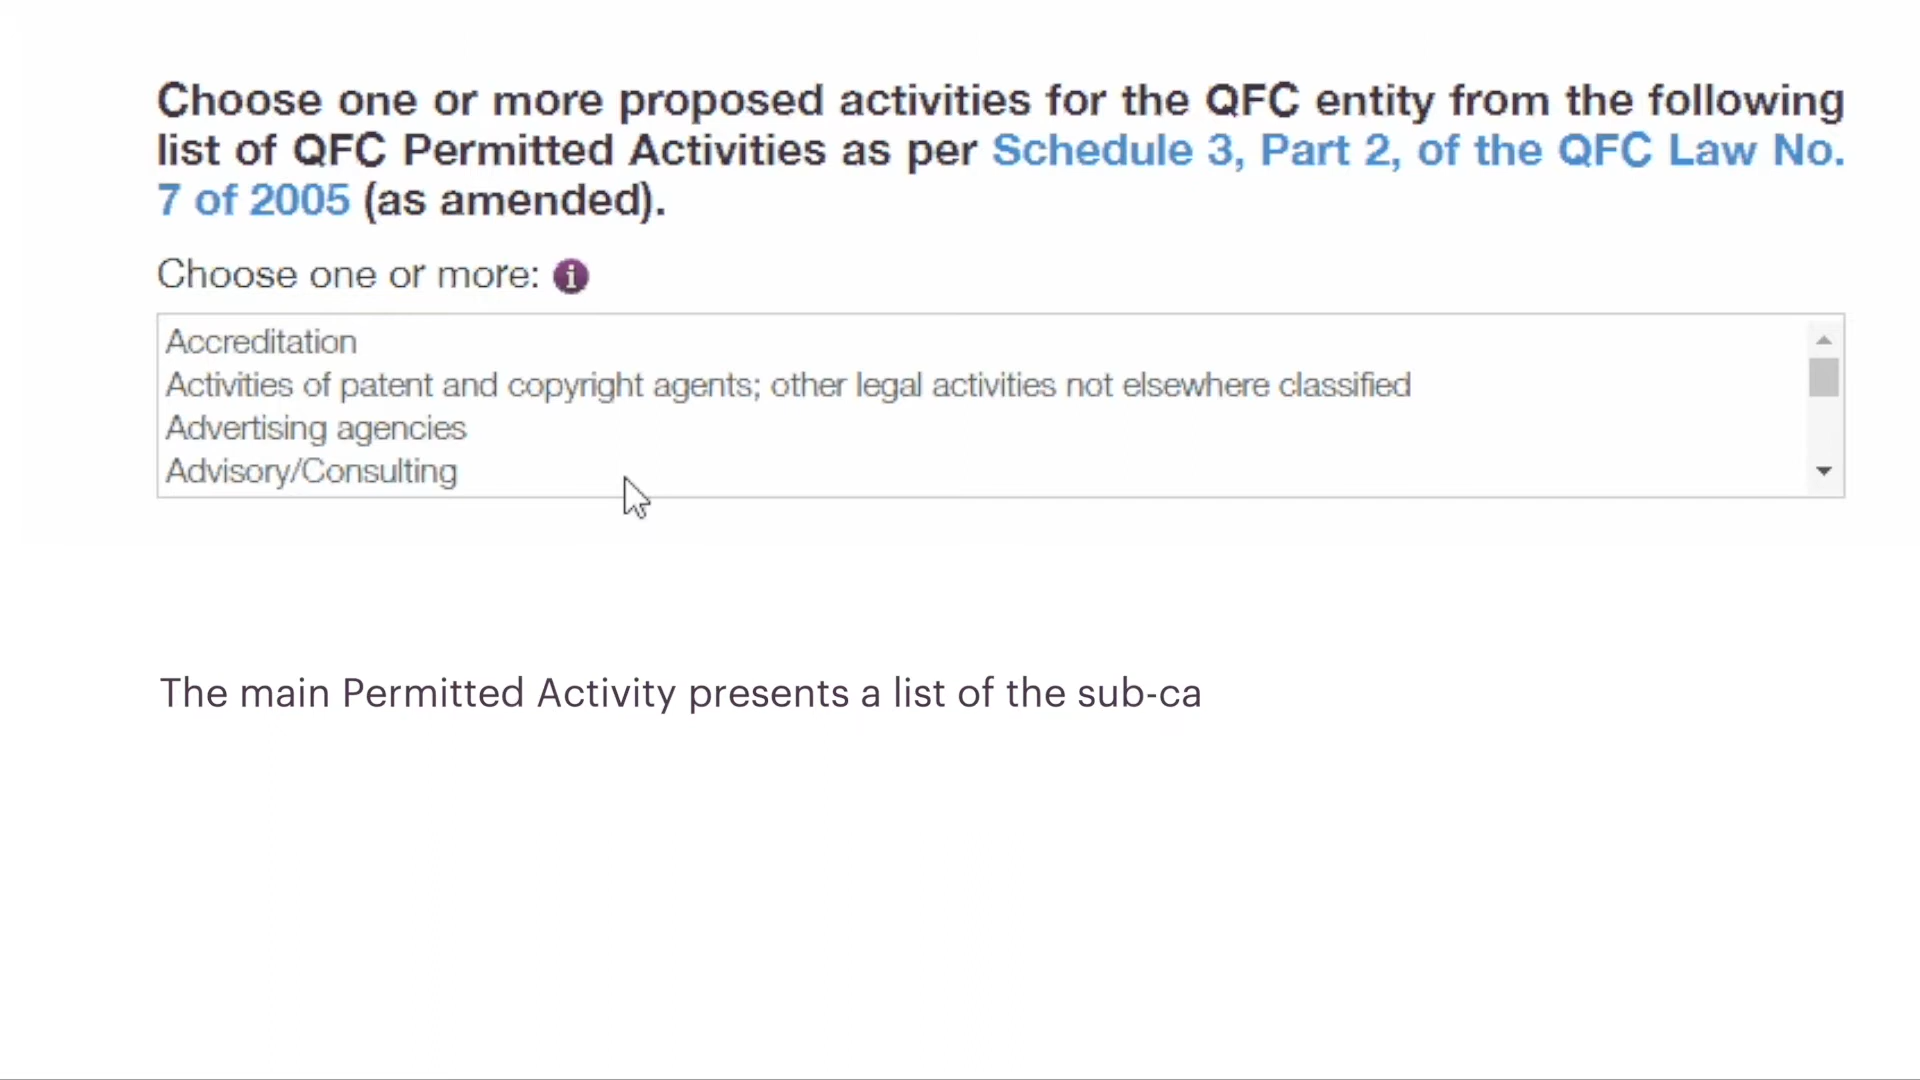 Choose one or more proposed activities for the QFC entity from the following
list of QFC Permitted Activities as per Schedule 3, Part 2, of the QFC Law No.
7 of 2005 (as amended).
Choose one or more: i
Accreditation
Activities of patent and copyright agents; other legal activities not elsewhere classified
Advertising agencies
Advisory/Consulting
The main Permitted Activity presents a list of the sub-ca